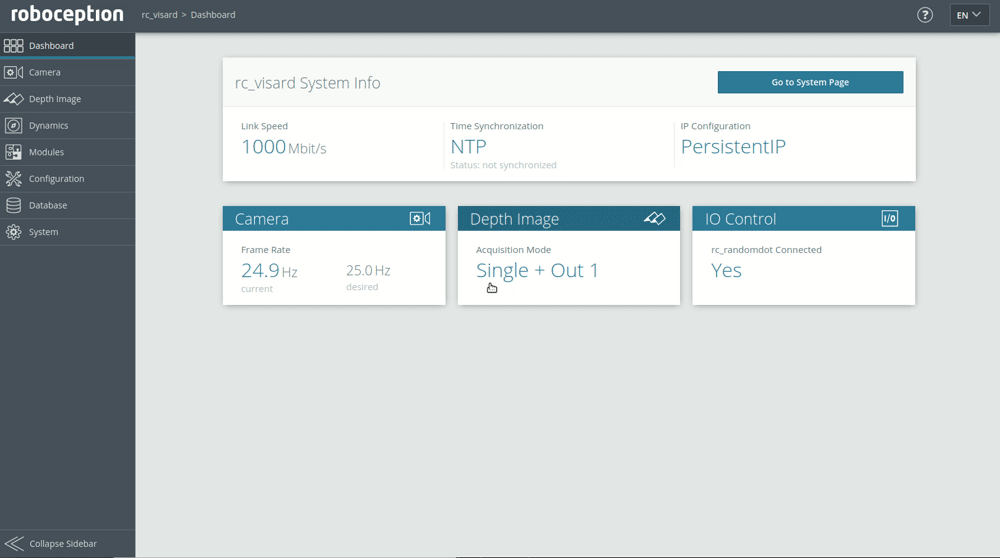 roboception
rc_visard > Dashboard
?
EN
Dashboard
Camera
Depth Image
Dynamics
Modules
Configuration
Database
System
Collapse Sidebar
rc_visard System Info
Go to System Page
Link Speed
1000 Mbit/s
Time Synchronization
NTP
Status: not synchronized
IP Configuration
PersistentIP
Camera
Frame Rate
24.9 Hz
current
25.0 Hz
desired
Depth Image
Acquisition Mode
Single + Out 1
IO Control
I/O
rc_randomdot Connected
Yes